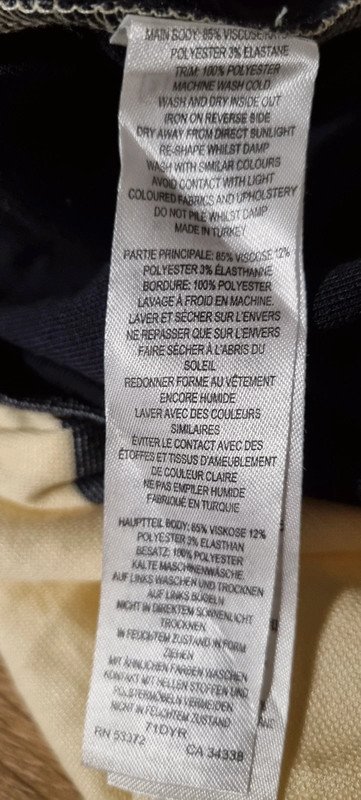 MAIN BODY: 85% VISCOSE
POLYESTER 3% ELASTANE
TRIM: 100% POLYESTER
MACHINE WASH COLD
WASH AND DRY INSIDE OUT
IRON ON REVERSE SIDE
DRY AWAY FROM DIRECT SUNLIGHT
RE-SHAPE WHILST DAMP
WASH WITH SIMILAR COLOURS
AVOID CONTACT WITH LIGHT
COLOURED FABRICS AND UPHOLSTERY
DO NOT PILE WHILST DAMP
MADE IN TURKEY
PARTIE PRINCIPALE: 85% VISCOSE 12%
POLYESTER 3% ÉLASTHANNE
BORDURE: 100% POLYESTER
LAVAGE À FROID EN MACHINE.
LAVER ET SÉCHER SUR L'ENVERS
NE REPASSER QUE SUR L'ENVERS
FAIRE SÉCHER À L'ABRIS DU
SOLEIL
REDONNER FORME AU VÊTEMENT
ENCORE HUMIDE
LAVER AVEC DES COULEURS
SIMILAIRES
ÉVITER LE CONTACT AVEC DES
ÉTOFFES ET TISSUS D'AMEUBLEMENT
DE COULEUR CLAIRE
NE PAS EMPILER HUMIDE
FABRIQUÉ EN TURQUIE
HAUPTTEIL BODY: 85% VISKOSE 12%
POLYESTER 3% ELASTHAN
BESATZ: 100% POLYESTER
KALTE MASCHINENWÄSCHE
AUF LINKS WASCHEN UND TROCKNEN
AUF LINKS BÜGELN
NICHT IN DIREKTEM SONNENLICHT
TROCKNEN
IN FEUCHTEM ZUSTAND IN FORM
ZIEHEN
MIT ÄHNLICHEN FARBEN WASCHEN
KONTAKT MIT HELLEN STOFFEN UND
POLSTERMÖBELN VERMEIDEN
NICHT IN FEUCHTEM ZUSTAND
71DYR
RN 53372 CA 34338